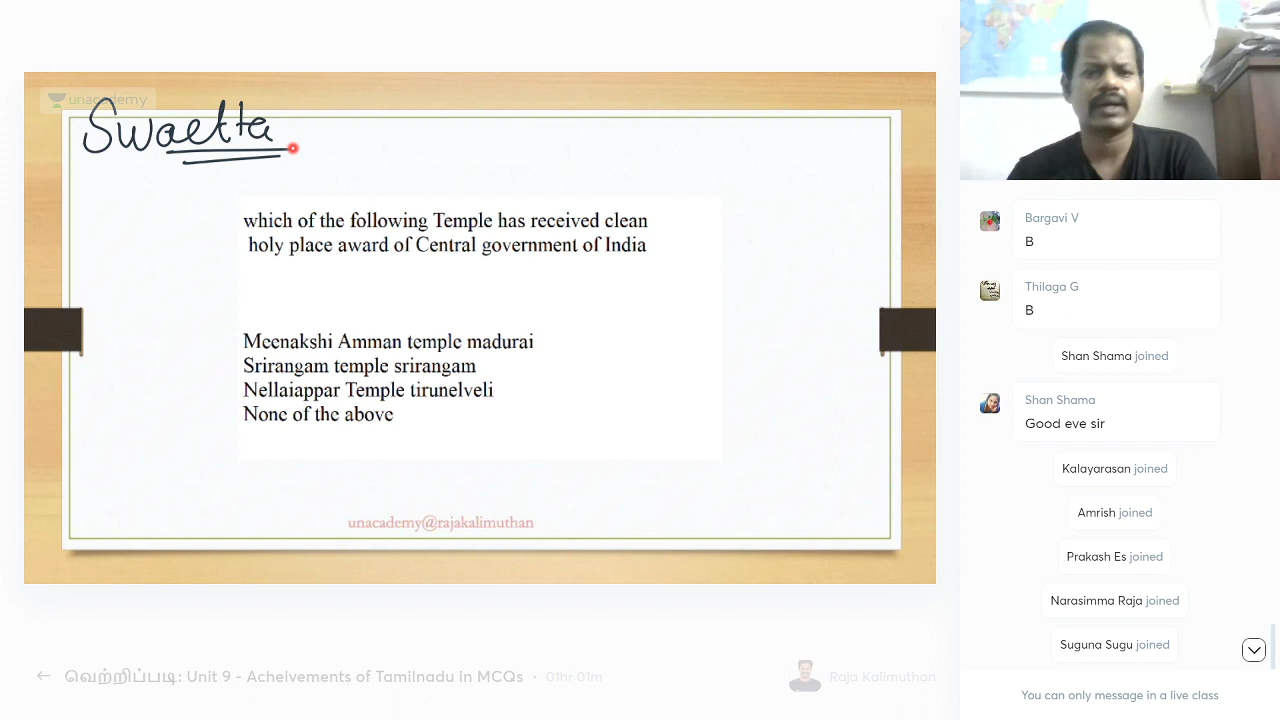 unacademy
Swaetta
which of the following Temple has received clean
holy place award of Central government of India
Meenakshi Amman temple madurai
Srirangam temple srirangam
Nellaiappar Temple tirunelveli
None of the above
unacademy@rajakalimuthan
Bargavi V
B
Thilaga G
B
Shan Shama joined
Shan Shama
Good eve sir
Kalayarasan joined
Amrish joined
Prakash Es joined
Narasimma Raja joined
Suguna Sugu joined
You can only message in a live class
வெற்றிப்படி: Unit 9 - Acheivements of Tamilnadu in MCQs • 01hr 01m
Raja Kalimuthan